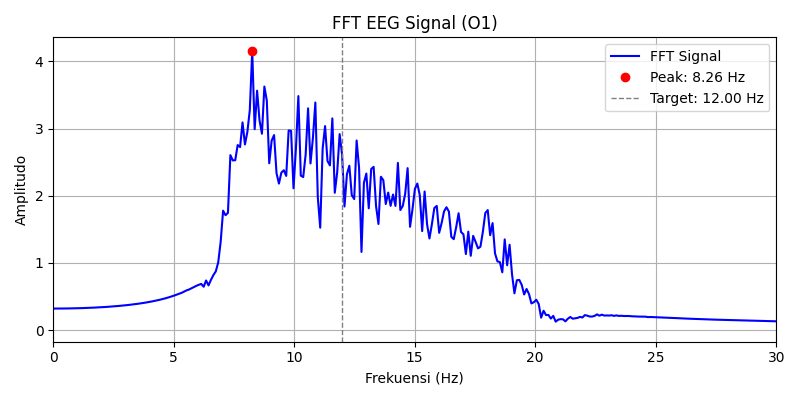 FFT EEG Signal (O1)
FFT Signal
Peak: 8.26 Hz
Target: 12.00 Hz
Amplitudo
4
3
2
1
0
0 5 10 15 20 25 30
Frekuensi (Hz)